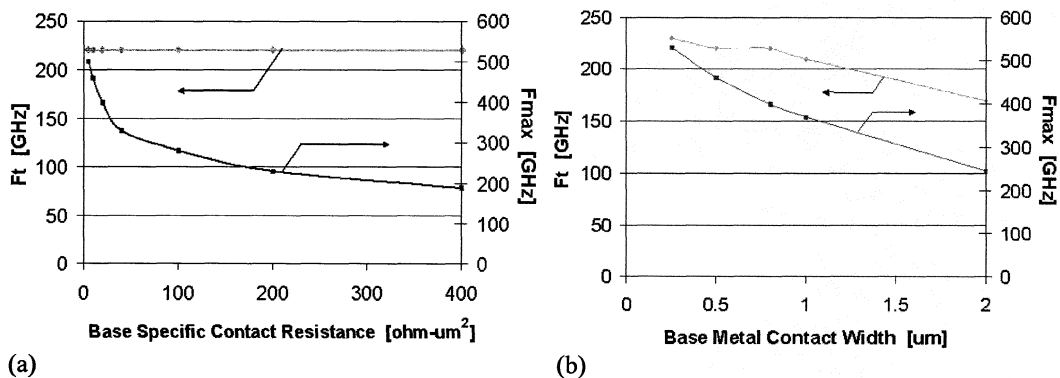 250
200
150
100
50
0
Ft [GHz]
600
500
400
300
200
100
0
Fmax [GHz]
0 100 200 300 400
Base Specific Contact Resistance [ohm-um²]
(a)
250
200
150
100
50
0
Ft [GHz]
600
500
400
300
200
100
0
Fmax [GHz]
0 0.5 1 1.5 2
Base Metal Contact Width [um]
(b)